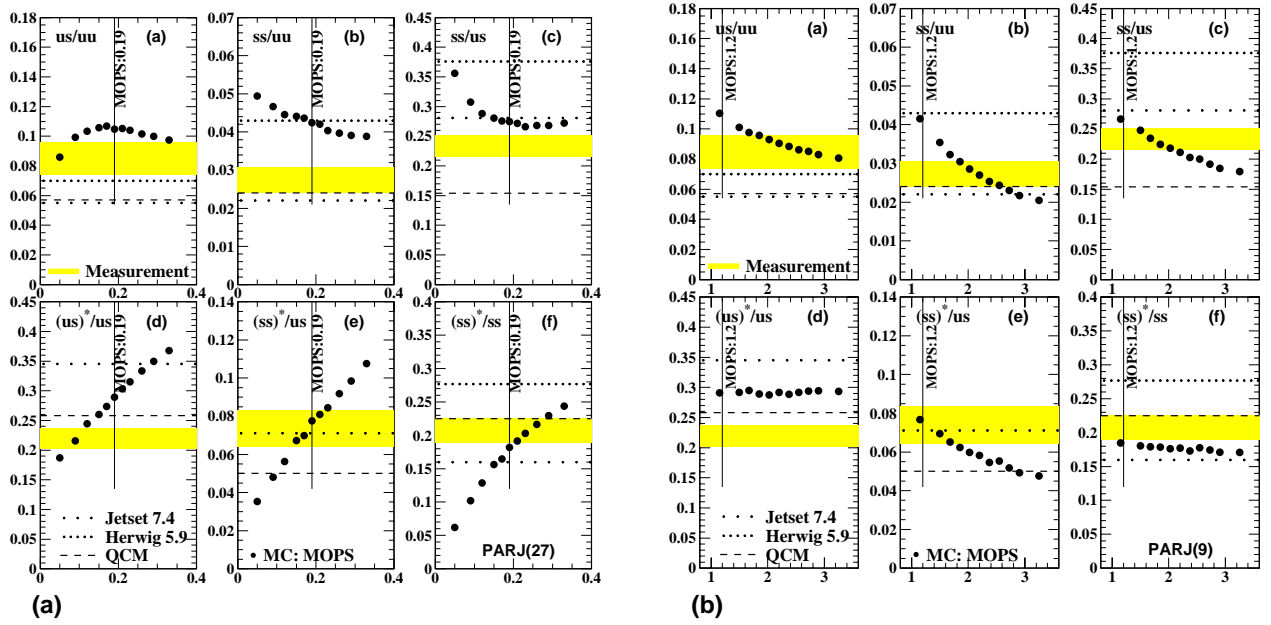 us/uu (a)
MOPS:0.19
0.18
0.16
0.14
0.12
0.1
0.08
0.06
0.04
0.02
0
Measurement
0.2
ss/uu (b)
MOPS:0.19
0.07
0.06
0.05
0.04
0.03
0.02
0.01
0
0.2
ss/us (c)
MOPS:0.19
0.45
0.4
0.35
0.3
0.25
0.2
0.15
0.1
0.05
0
0.2 0.4
(us)*/us (d)
MOPS:0.19
0.45
0.4
0.35
0.3
0.25
0.2
0.15
0.1
0.05
0
Jetset 7.4
Herwig 5.9
QCM
0 0.2
(ss)*/us (e)
MOPS:0.19
0.14
0.12
0.1
0.08
0.06
0.04
0.02
0
MC: MOPS
0 0.2
(ss)*/ss (f)
MOPS:0.19
0.45
0.4
0.35
0.3
0.25
0.2
0.15
0.1
0.05
0
PARJ(27)
0 0.2 0.4
(a)
us/uu (a)
MOPS:1.2
0.18
0.16
0.14
0.12
0.1
0.08
0.06
0.04
0.02
0
Measurement
ss/uu (b)
MOPS:1.2
0.07
0.06
0.05
0.04
0.03
0.02
0.01
0
ss/us (c)
MOPS:1.2
0.45
0.4
0.35
0.3
0.25
0.2
0.15
0.1
0.05
0
(us)*/us (d)
MOPS:1.2
0.45
0.4
0.35
0.3
0.25
0.2
0.15
0.1
0.05
0
Jetset 7.4
Herwig 5.9
QCM
1 2 3
(ss)*/us (e)
MOPS:1.2
0.14
0.12
0.1
0.08
0.06
0.04
0.02
0
MC: MOPS
1 2 3
(ss)*/ss (f)
MOPS:1.2
0.45
0.4
0.35
0.3
0.25
0.2
0.15
0.1
0.05
0
PARJ(9)
1 2 3
(b)